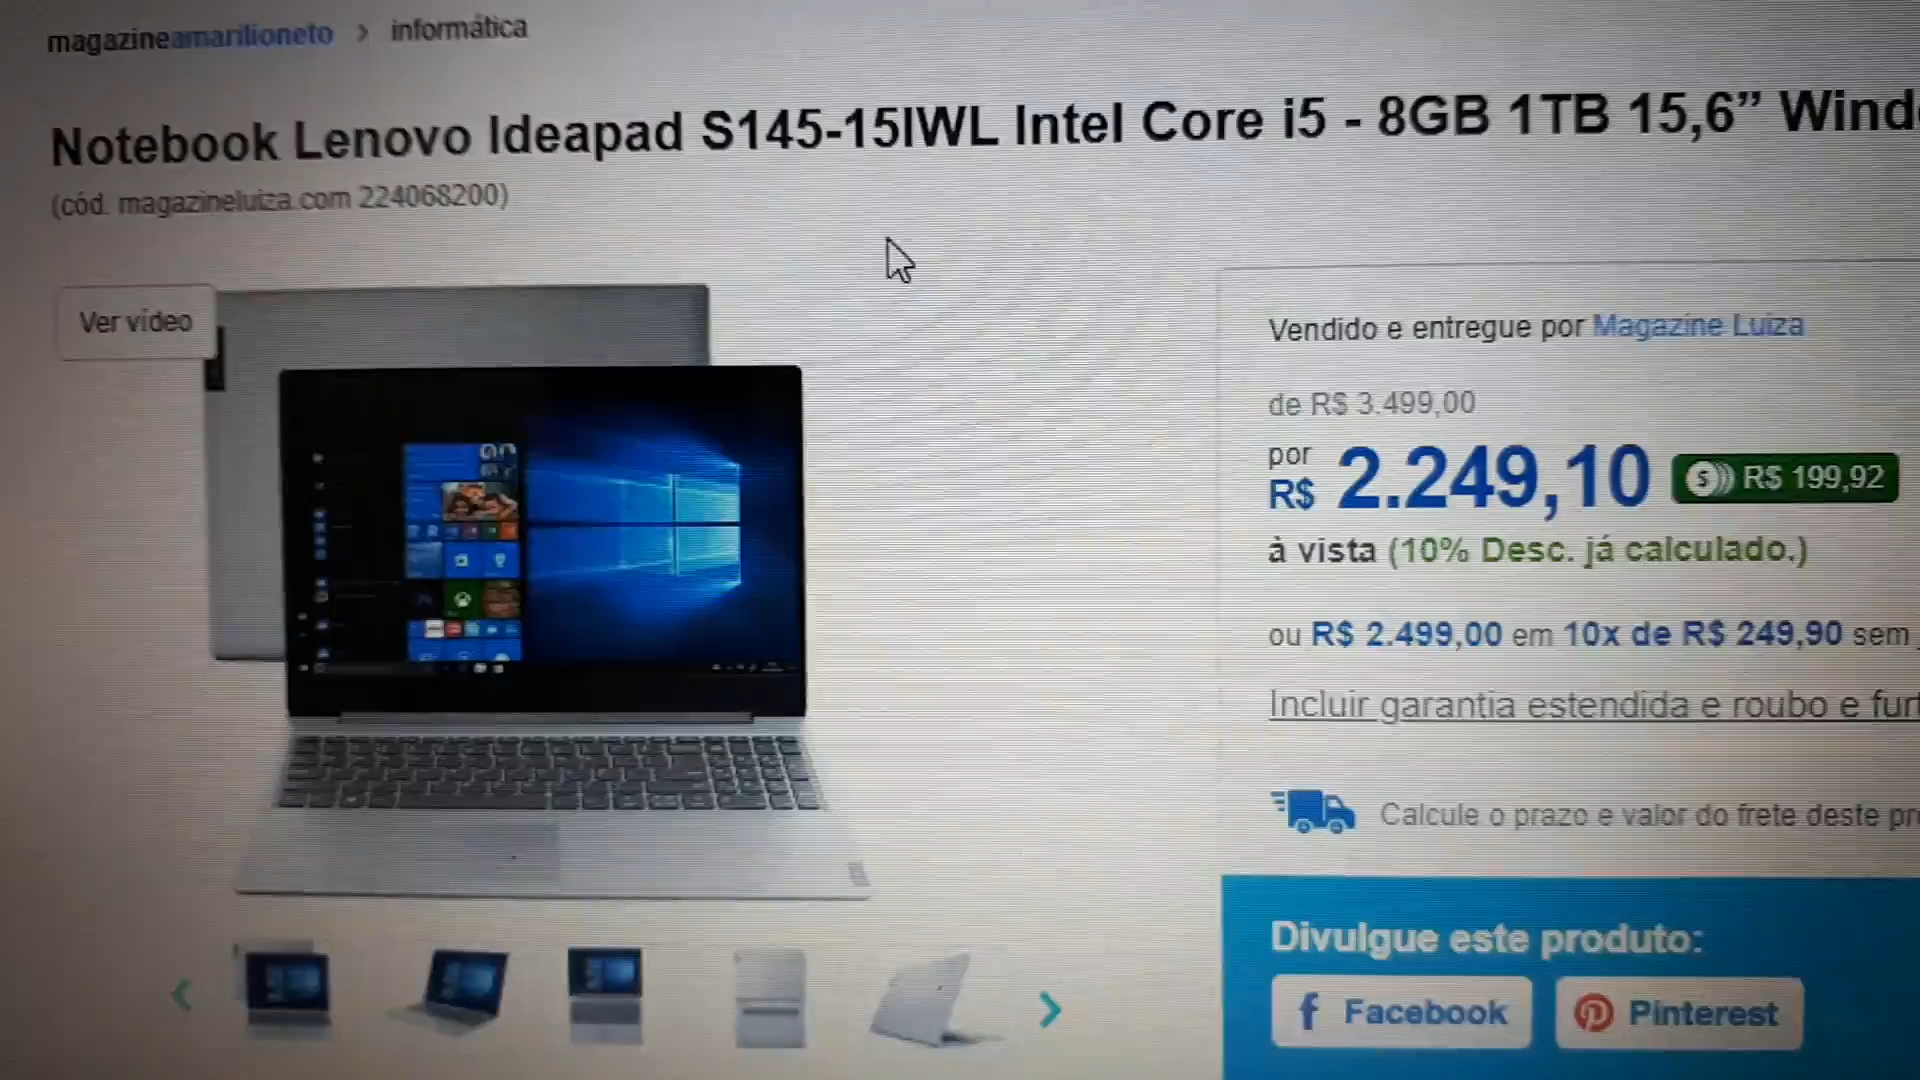 magazineamarilioneto > informática
Notebook Lenovo Ideapad S145-15IWL Intel Core i5 - 8GB 1TB 15,6” Wind
(cód. magazineluiza.com 224068200)
Ver vídeo
Vendido e entregue por Magazine Luiza
de R$ 3.499,00
por
R$ 2.249,10
R$ 199,92
à vista (10% Desc. já calculado.)
ou R$ 2.499,00 em 10x de R$ 249,90 sem
Incluir garantia estendida e roubo e fur
Calcule o prazo e valor do frete deste pr
Divulgue este produto:
Facebook
Pinterest